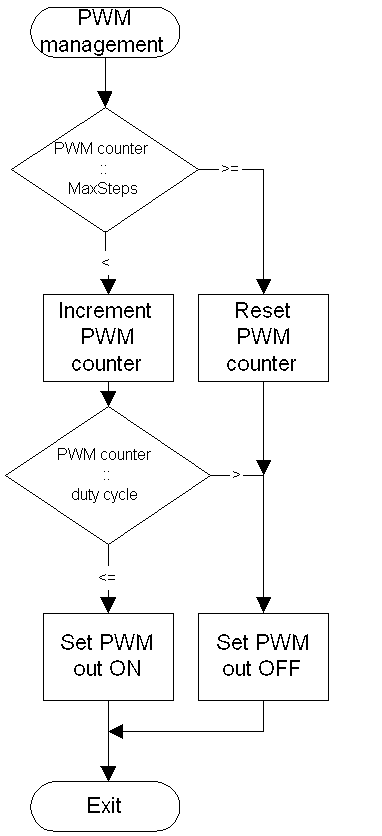 PWM
management
PWM counter
::
MaxSteps
>=
<
Increment
PWM
counter
Reset
PWM
counter
PWM counter
::
duty cycle
>
<=
Set PWM
out ON
Set PWM
out OFF
Exit